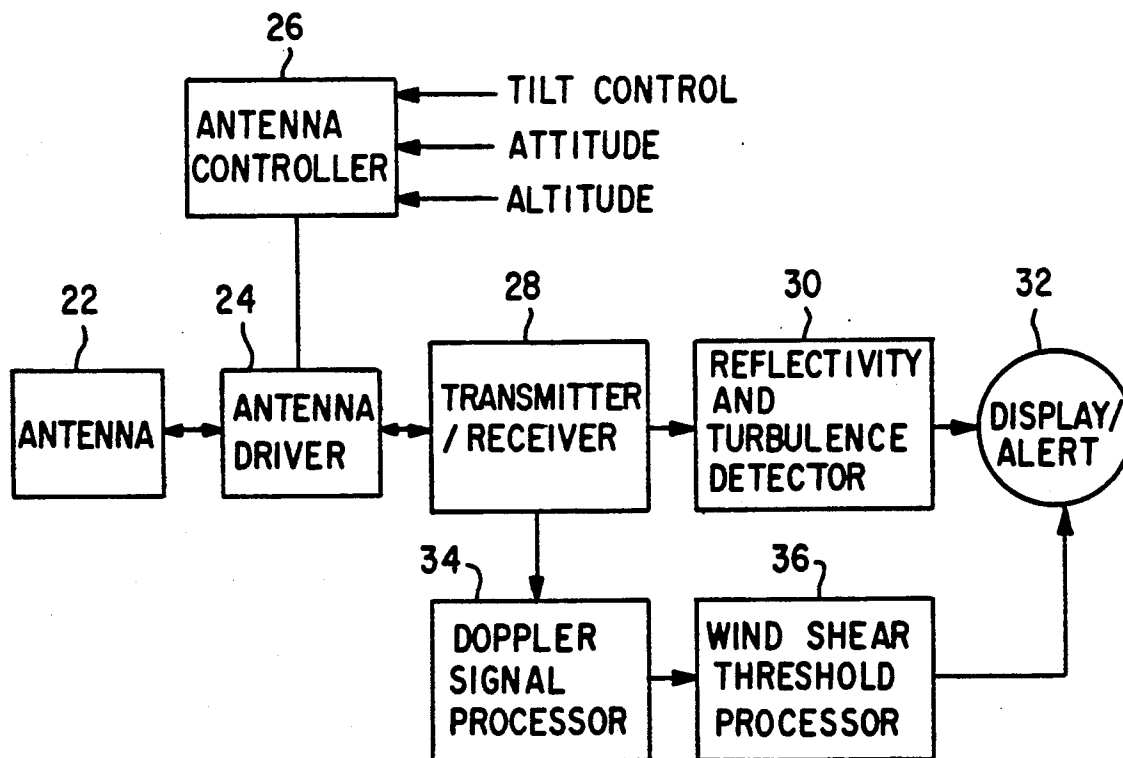 26
ANTENNA
CONTROLLER
TILT CONTROL
ATTITUDE
ALTITUDE
22
ANTENNA
24
ANTENNA
DRIVER
28
TRANSMITTER
/ RECEIVER
30
REFLECTIVITY
AND
TURBULENCE
DETECTOR
32
DISPLAY/
ALERT
34
DOPPLER
SIGNAL
PROCESSOR
36
WIND SHEAR
THRESHOLD
PROCESSOR